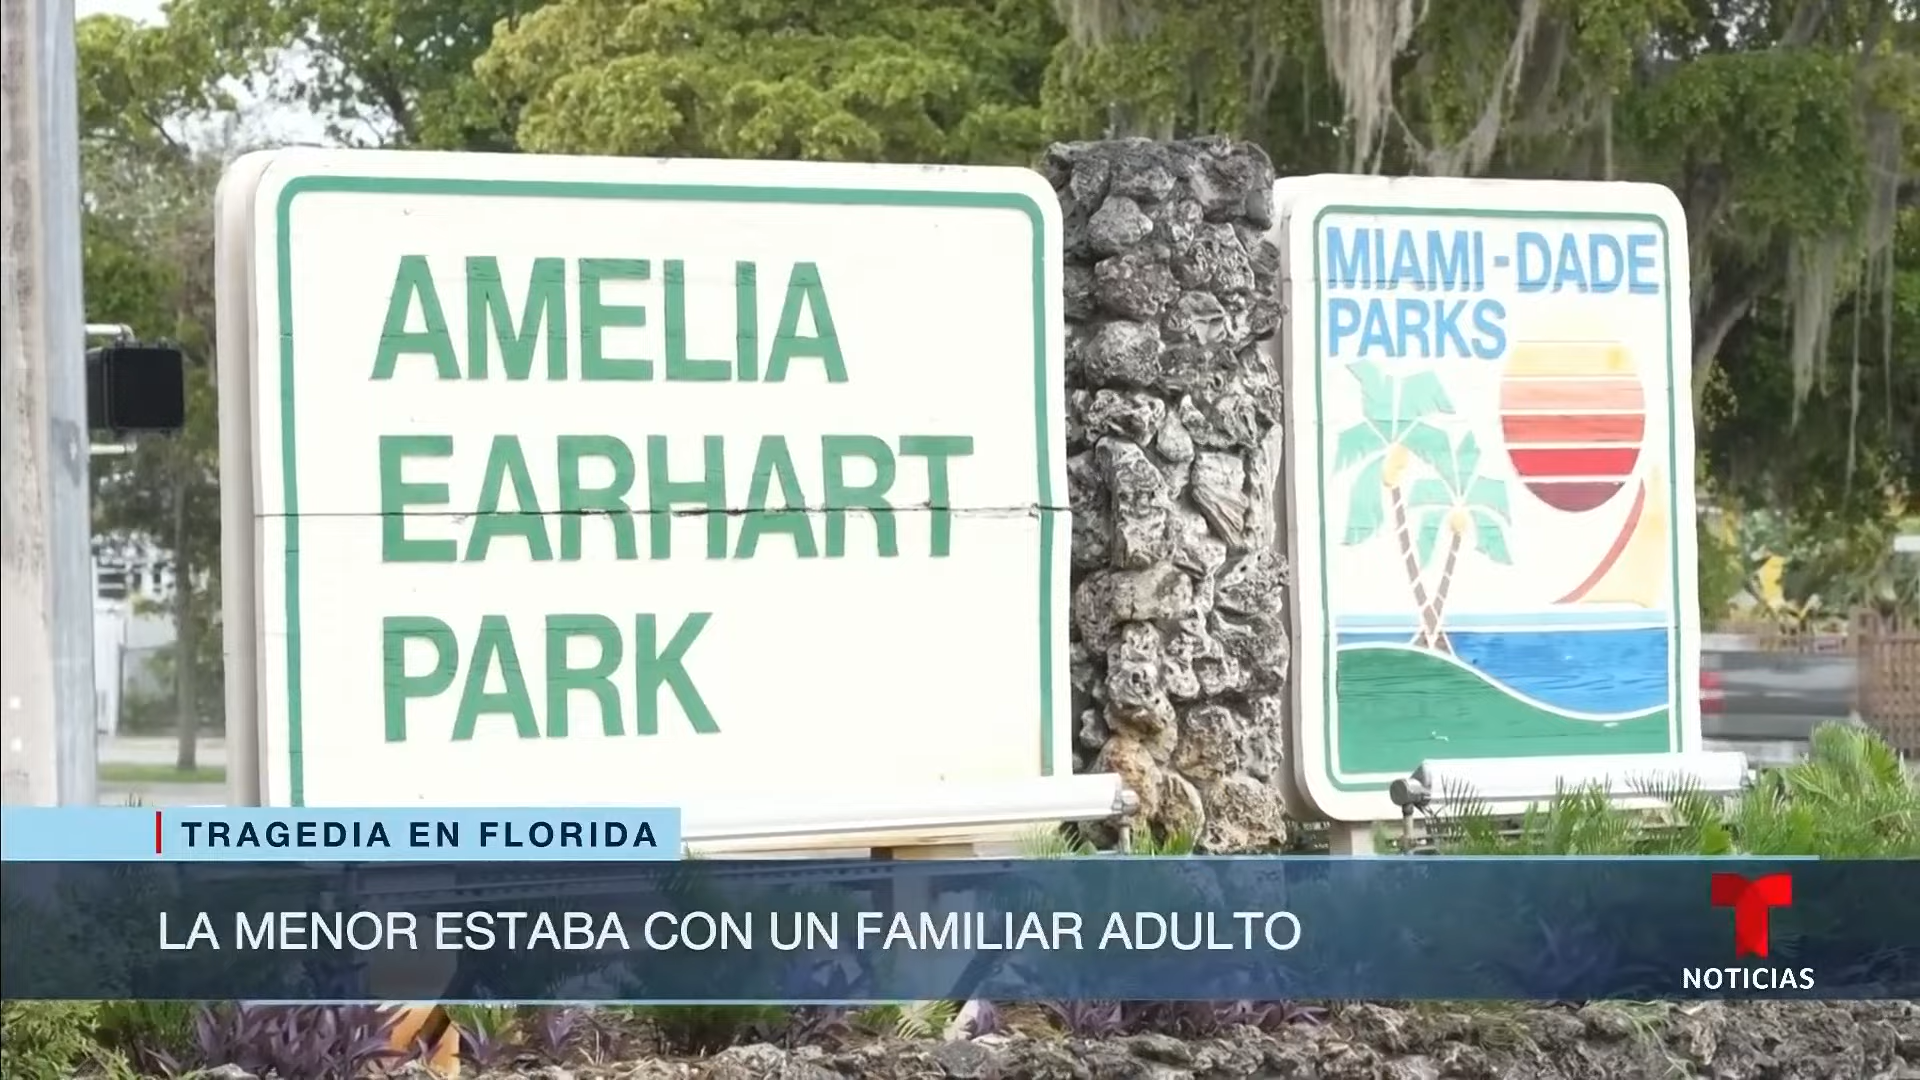 AMELIA
EARHART
PARK
MIAMI-DADE
PARKS
TRAGEDIA EN FLORIDA
LA MENOR ESTABA CON UN FAMILIAR ADULTO
NOTICIAS